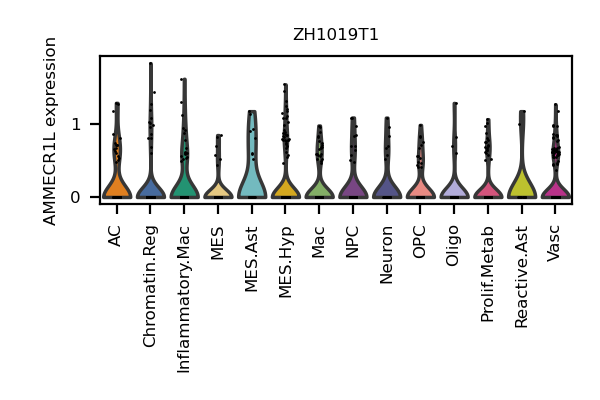 ZH1019T1
AMMECR1L expression
1
0
AC
Chromatin.Reg
Inflammatory.Mac
MES
MES.Ast
MES.Hyp
Mac
NPC
Neuron
OPC
Oligo
Prolif.Metab
Reactive.Ast
Vasc